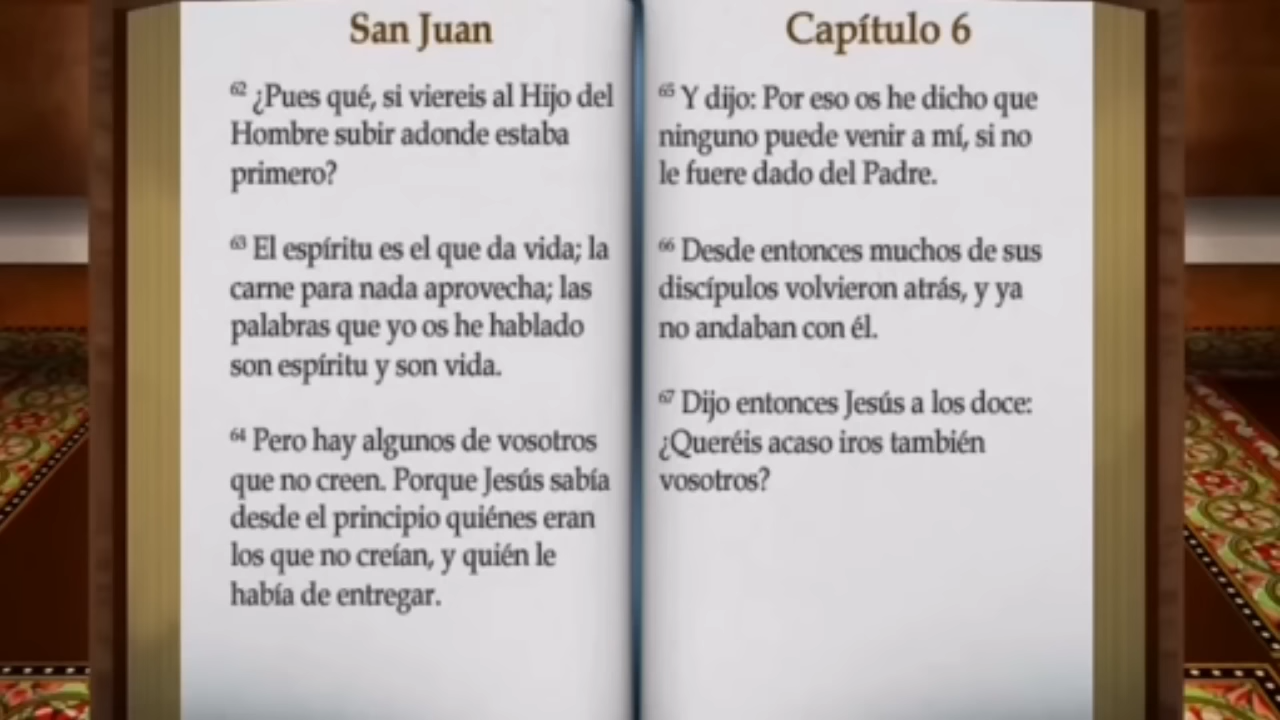 San Juan
62 ¿Pues qué, si viereis al Hijo del
Hombre subir adonde estaba
primero?
63 El espíritu es el que da vida; la
carne para nada aprovecha; las
palabras que yo os he hablado
son espíritu y son vida.
64 Pero hay algunos de vosotros
que no creen. Porque Jesús sabía
desde el principio quiénes eran
los que no creían, y quién le
había de entregar.
Capítulo 6
65 Y dijo: Por eso os he dicho que
ninguno puede venir a mí, si no
le fuere dado del Padre.
66 Desde entonces muchos de sus
discípulos volvieron atrás, y ya
no andaban con él.
67 Dijo entonces Jesús a los doce:
¿Queréis acaso iros también
vosotros?